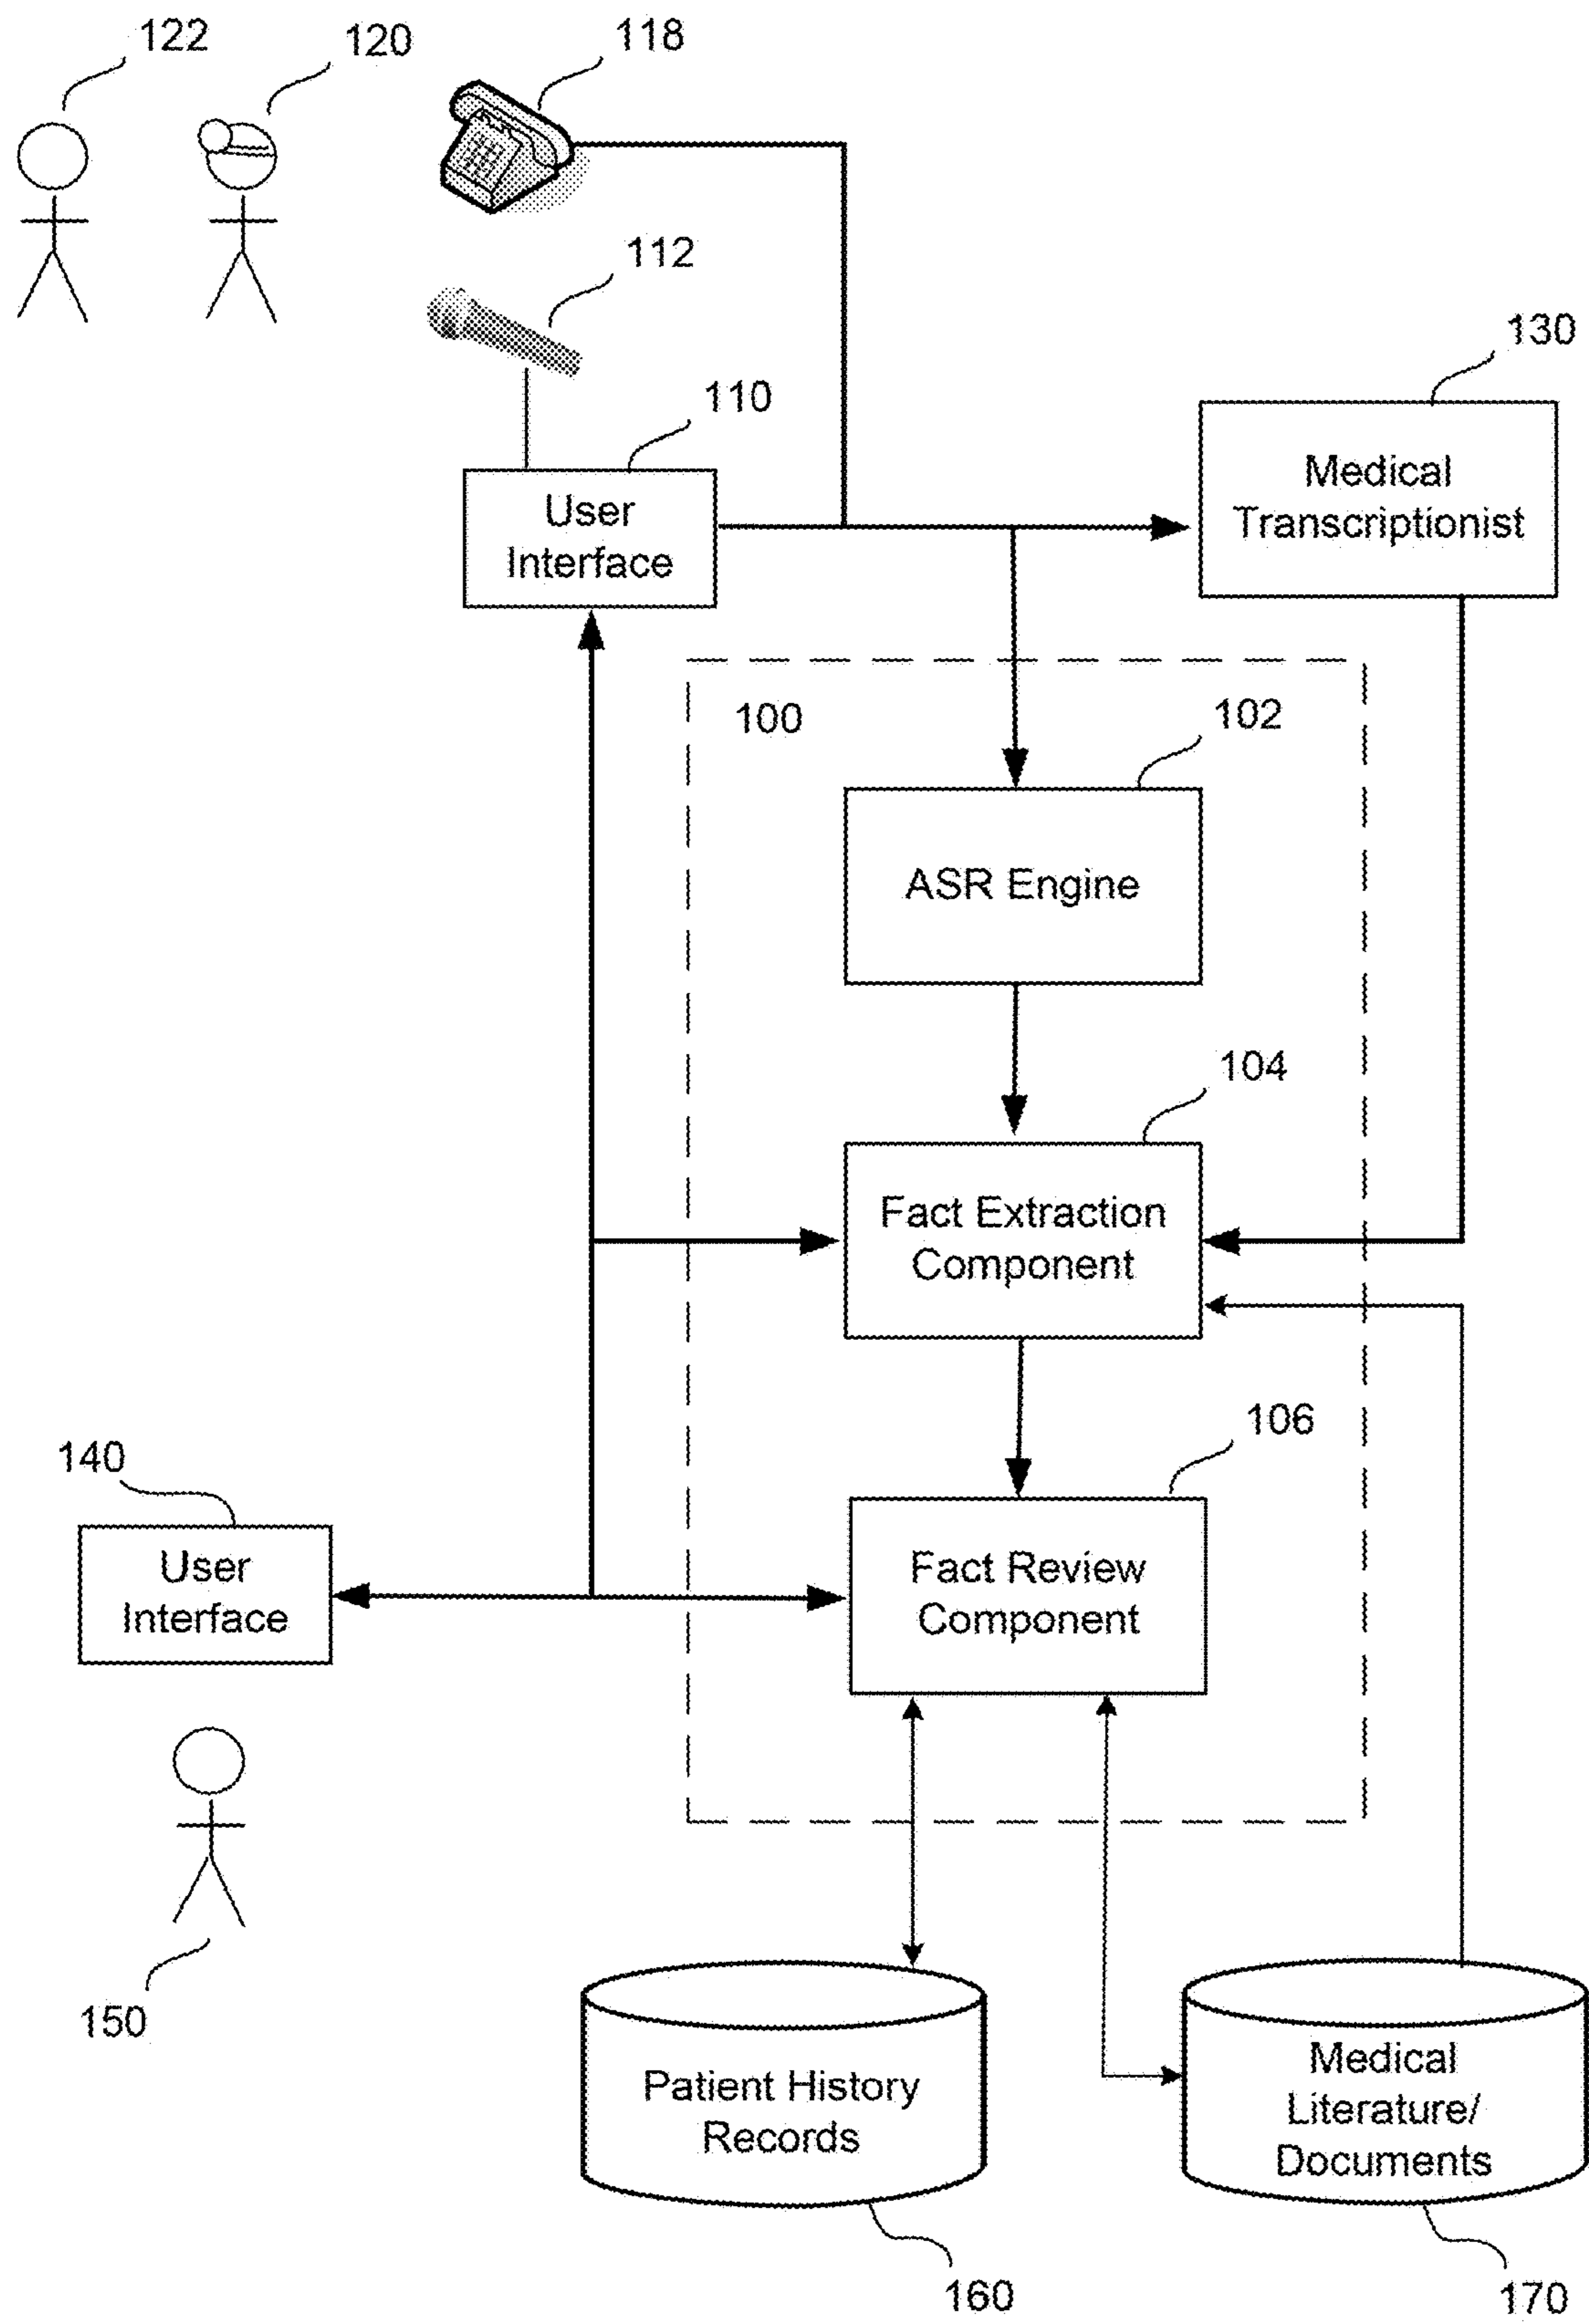 122
120
118
112
110
User
Interface
130
Medical
Transcriptionist
100
102
ASR Engine
104
Fact Extraction
Component
106
Fact Review
Component
140
User
Interface
150
Patient History
Records
160
Medical
Literature/
Documents
170